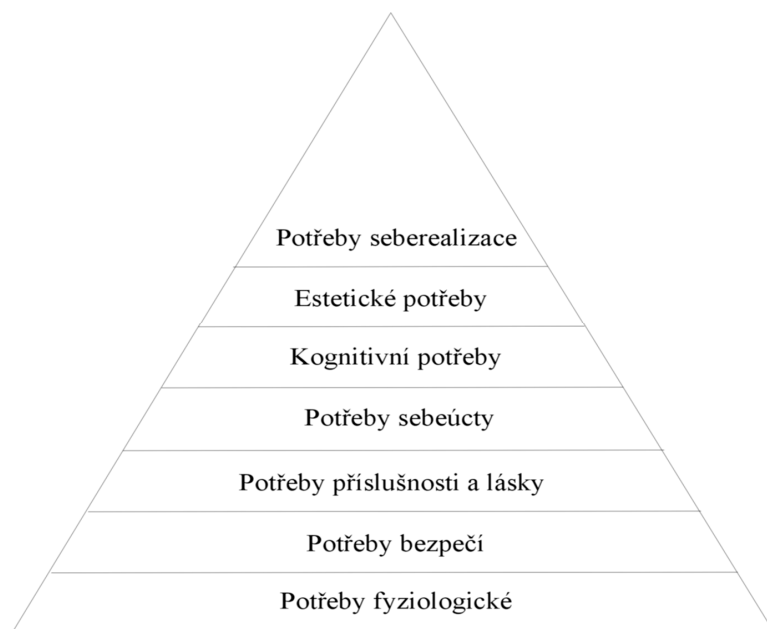 Potřeby seberealizace
Estetické potřeby
Kognitivní potřeby
Potřeby sebeúcty
Potřeby příslušnosti a lásky
Potřeby bezpečí
Potřeby fyziologické